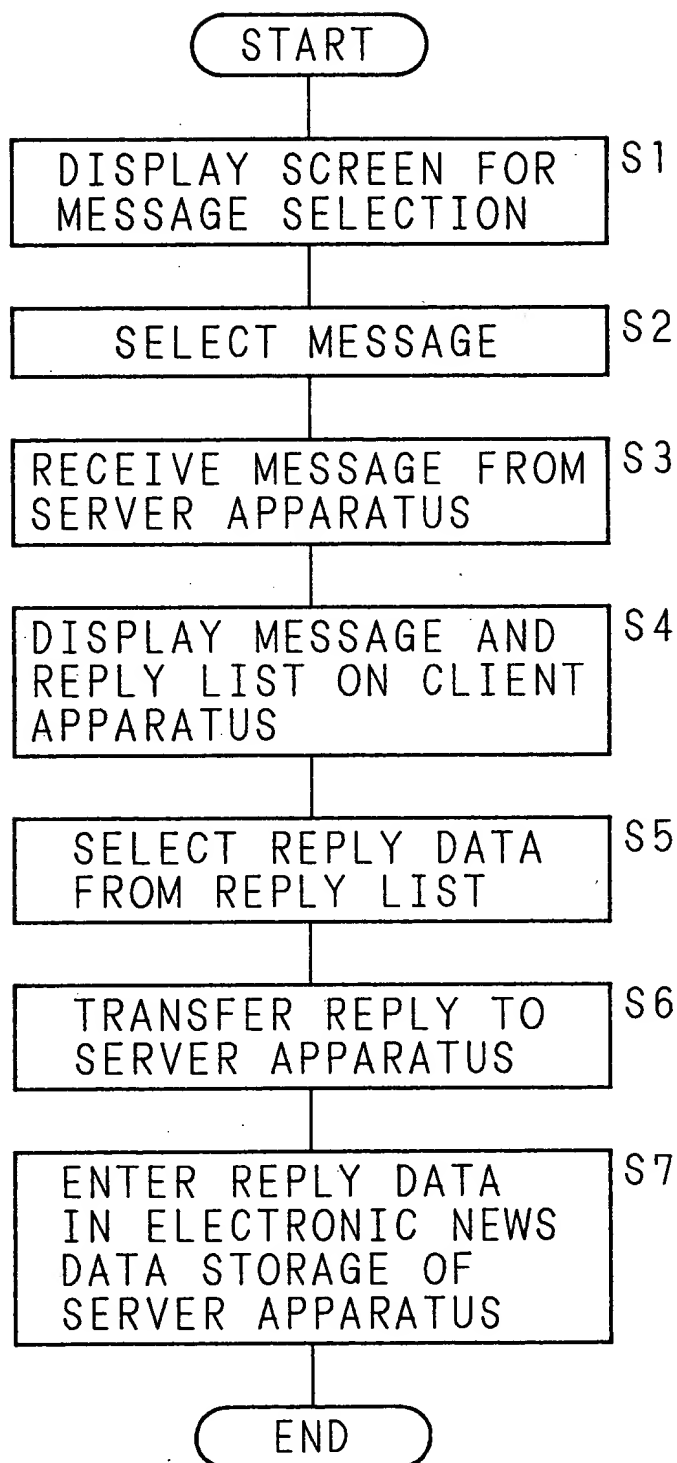 START
DISPLAY SCREEN FOR
MESSAGE SELECTION
S1
SELECT MESSAGE
S2
RECEIVE MESSAGE FROM
SERVER APPARATUS
S3
DISPLAY MESSAGE AND
REPLY LIST ON CLIENT
APPARATUS
S4
SELECT REPLY DATA
FROM REPLY LIST
S5
TRANSFER REPLY TO
SERVER APPARATUS
S6
ENTER REPLY DATA
IN ELECTRONIC NEWS
DATA STORAGE OF
SERVER APPARATUS
S7
END